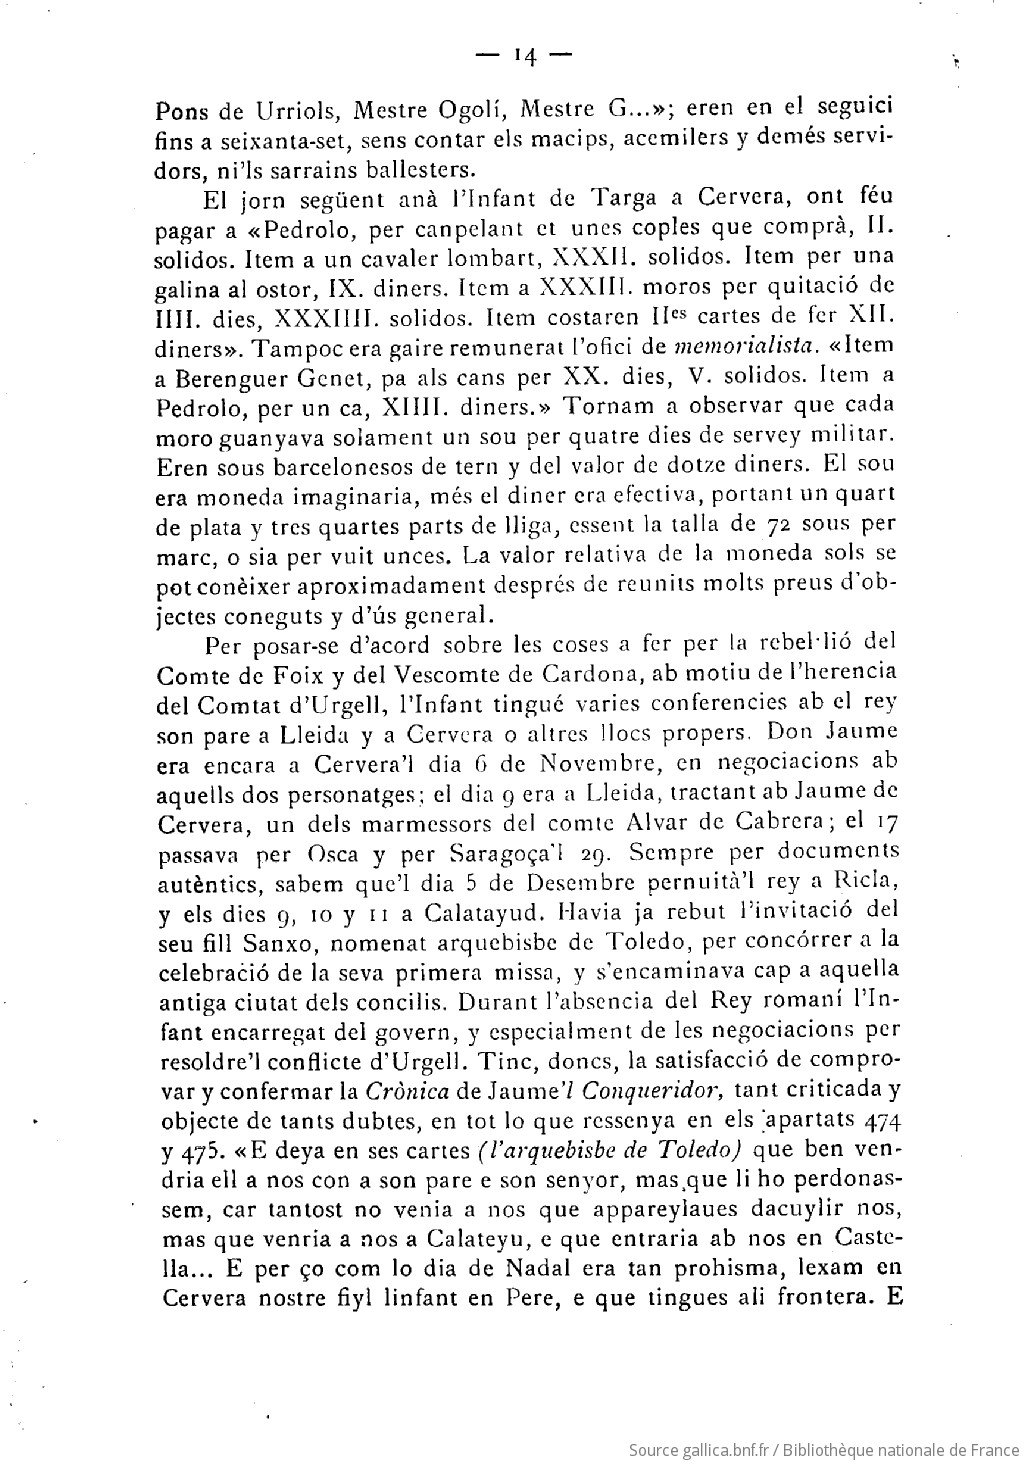 — 14 —
Pons de Urriols, Mestre Ogolí, Mestre G...»; eren en el seguici
fins a seixanta-set, sens contar els macips, acemilers y demés servi-
dors, ni'ls sarrains ballesters.
El jorn següent anà l'Infant de Targa a Cervera, ont féu
pagar a «Pedrolo, per canpelant et unes coples que comprà, II.
solidos. Item a un cavaler lombart, XXXII. solidos. Item per una
galina al ostor, IX. diners. Item a XXXIII. moros per quitació de
IIII. dies, XXXIIII. solidos. Item costaren IIes cartes de fer XII.
diners». Tampoc era gaire remunerat l'ofici de memorialista. «Item
a Berenguer Genet, pa als cans per XX. dies, V. solidos. Item a
Pedrolo, per un ca, XIIII. diners.» Tornam a observar que cada
moro guanyava solament un sou per quatre dies de servey militar.
Eren sous barcelonesos de tern y del valor de dotze diners. El sou
era moneda imaginaria, més el diner era efectiva, portant un quart
de plata y tres quartes parts de lliga, essent la talla de 72 sous per
marc, o sia per vuit unces. La valor relativa de la moneda sols se
pot conèixer aproximadament després de reunits molts preus d'ob-
jectes coneguts y d'ús general.
Per posar-se d'acord sobre les coses a fer per la rebel·lió del
Comte de Foix y del Vescomte de Cardona, ab motiu de l'herencia
del Comtat d'Urgell, l'Infant tingué varies conferencies ab el rey
son pare a Lleida y a Cervera o altres llocs propers. Don Jaume
era encara a Cervera'l dia 6 de Novembre, en negociacions ab
aquells dos personatges; el dia 9 era a Lleida, tractant ab Jaume de
Cervera, un dels marmessors del comte Alvar de Cabrera; el 17
passava per Osca y per Saragoça'l 29. Sempre per documents
autèntics, sabem que'l dia 5 de Desembre pernuità'l rey a Ricla,
y els dies 9, 10 y 11 a Calatayud. Havia ja rebut l'invitació del
seu fill Sanxo, nomenat arquebisbe de Toledo, per concórrer a la
celebració de la seva primera missa, y s'encaminava cap a aquella
antiga ciutat dels concilis. Durant l'absencia del Rey romaní l'In-
fant encarregat del govern, y especialment de les negociacions per
resoldre'l conflicte d'Urgell. Tinc, doncs, la satisfacció de compro-
var y confermar la Crònica de Jaume'l Conqueridor, tant criticada y
objecte de tants dubtes, en tot lo que ressenya en els apartats 474
y 475. «E deya en ses cartes (l'arquebisbe de Toledo) que ben ven-
dria ell a nos con a son pare e son senyor, mas que li ho perdonas-
sem, car tantost no venia a nos que appareylaues dacuylir nos,
mas que venria a nos a Calateyu, e que entraria ab nos en Caste-
lla... E per ço com lo dia de Nadal era tan prohisma, lexam en
Cervera nostre fiyl linfant en Pere, e que tingues ali frontera. E
Source gallica.bnf.fr / Bibliothèque nationale de France